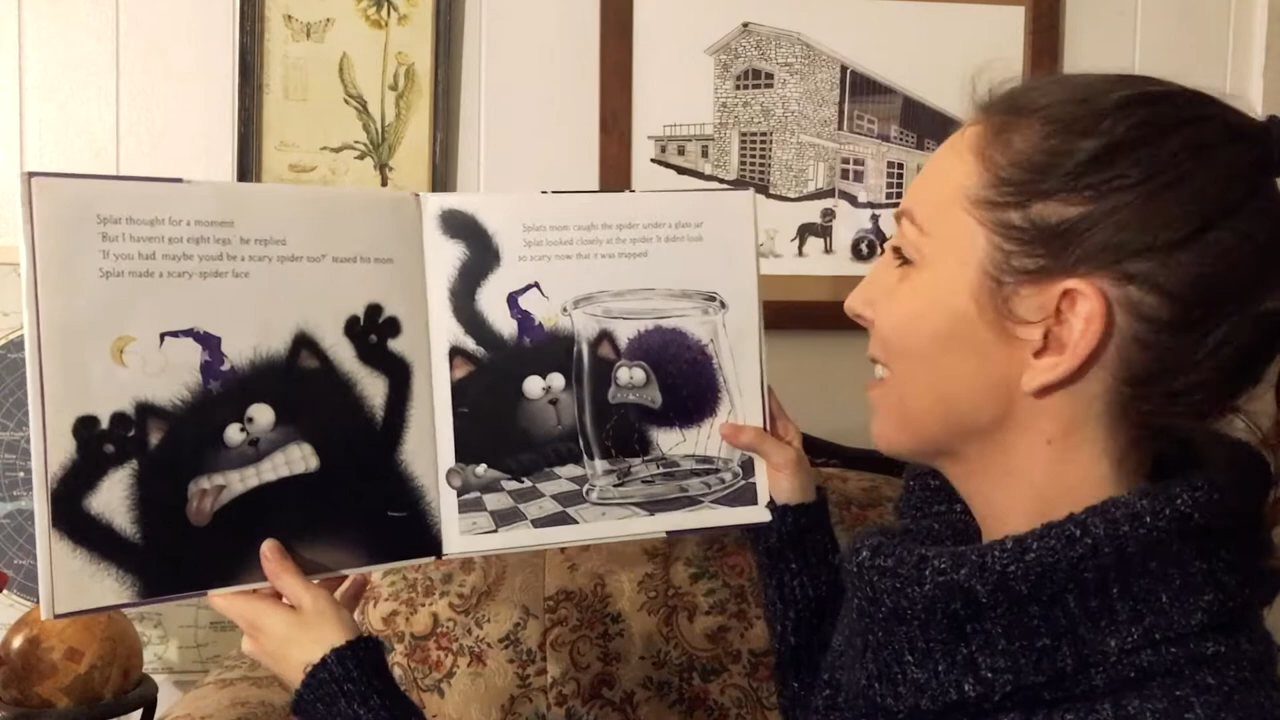 Splat thought for a moment.
"But I haven't got eight legs," he replied.
"If you had, maybe you'd be a scary spider too?" teased his mom.
Splat made a scary-spider face.
Splat's mom caught the spider under a glass jar.
Splat looked closely at the spider. It didn't look
so scary now that it was trapped.